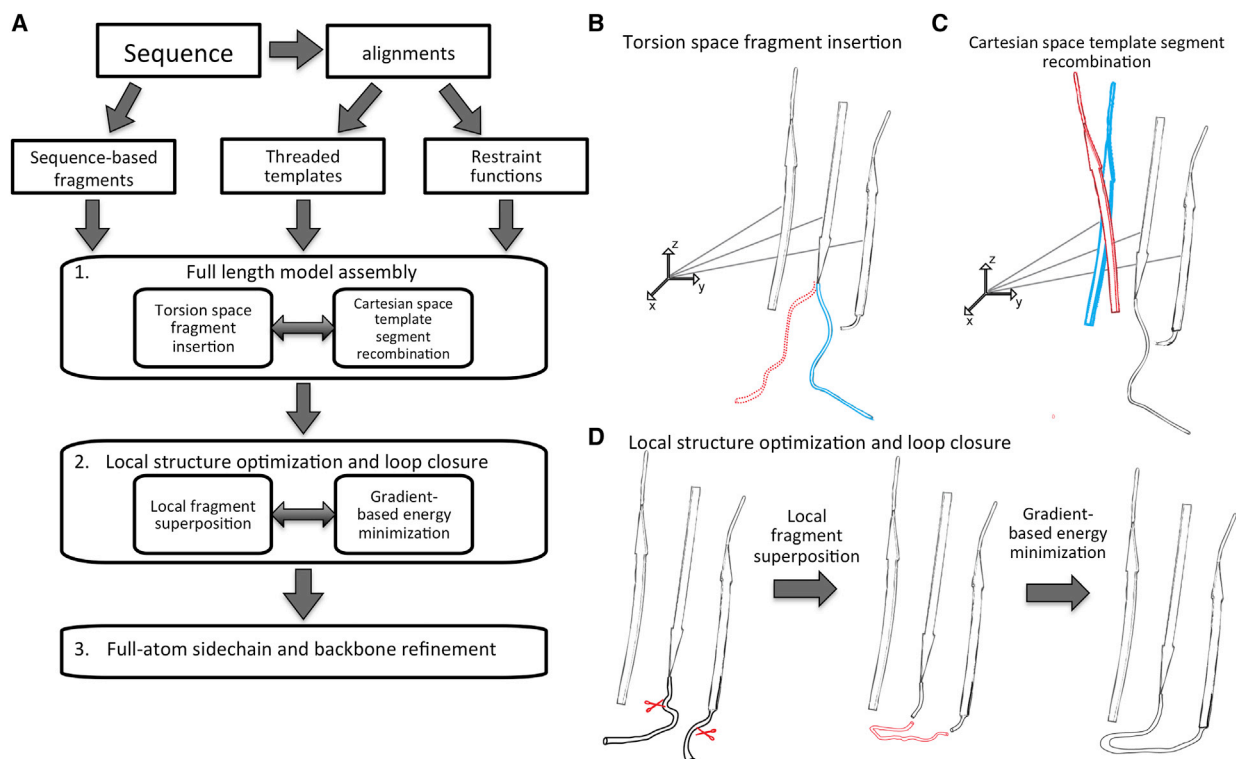 A
Sequence
alignments
Sequence-based
fragments
Threaded
templates
Restraint
functions
1.
Full length model assembly
Torsion space
fragment
insertion
Cartesian space
template
segment
recombination
2. Local structure optimization and loop closure
Local fragment
superposition
Gradient-
based energy
minimization
3. Full-atom sidechain and backbone refinement
B
Torsion space fragment insertion
z
y
x
C
Cartesian space template segment
recombination
z
y
x
D
Local structure optimization and loop closure
Local
fragment
superposition
Gradient-
based energy
minimization